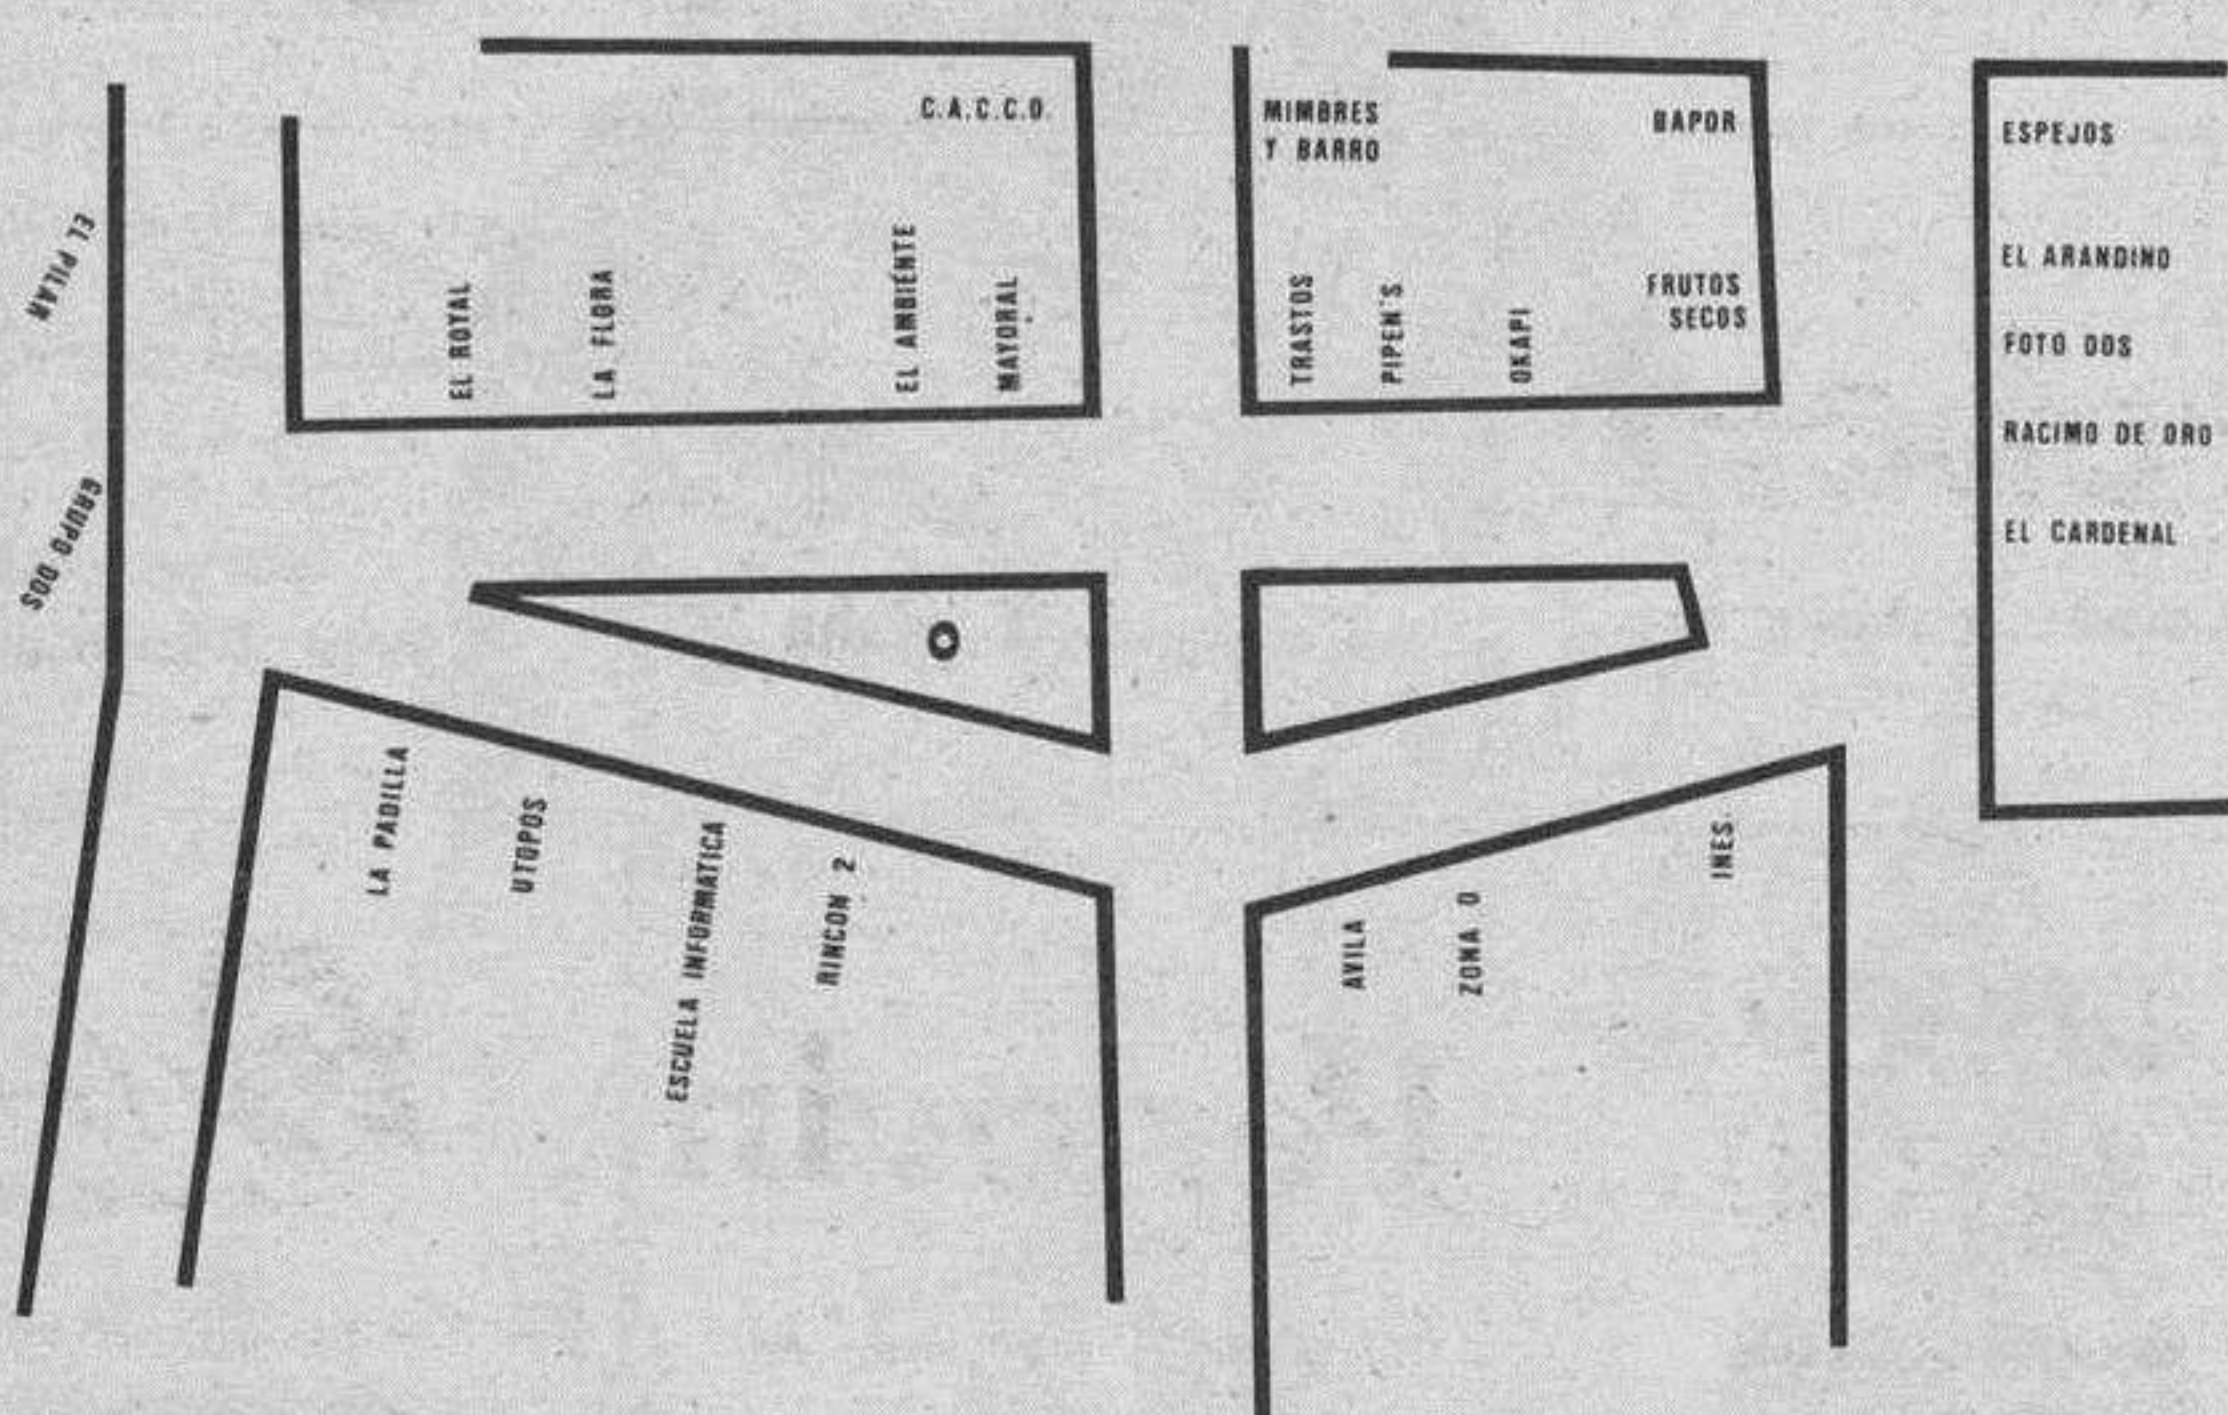 EL PILAR
GRUPO DOS
C.A.C.C.O.
EL ROYAL
LA FLORA
EL AMBIENTE
MAYORAL
MIMBRES
Y BARRO
BAPOR
TRASTOS
PIPEN'S
OKAPI
FRUTOS
SECOS
ESPEJOS
EL ARANDINO
FOTO DOS
RACIMO DE ORO
EL CARDENAL
LA PADILLA
UTOPOS
ESCUELA INFORMATICA
RINCON 2
AVILA
ZONA O
INES